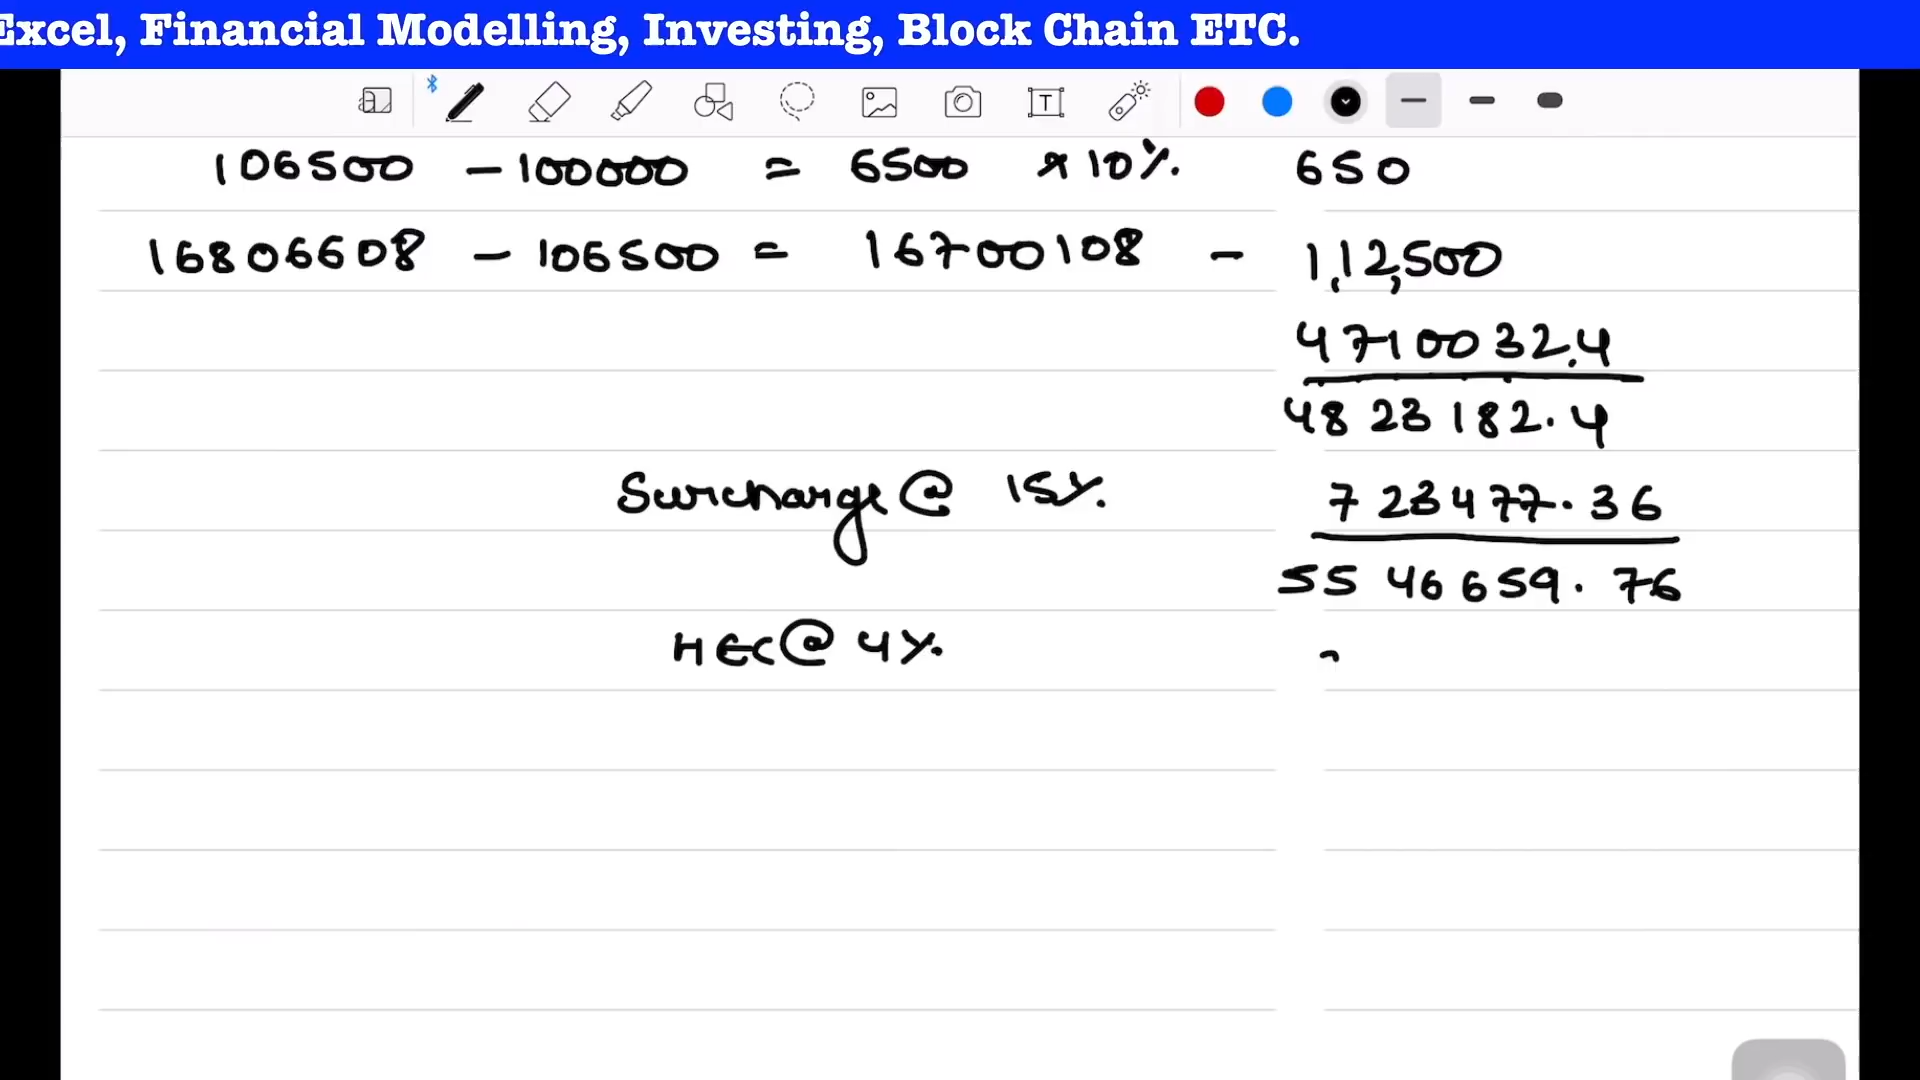 Excel, Financial Modelling, Investing, Block Chain ETC.
106500 - 100000 = 6500 x 10% 650
16806608 - 106500 = 16700108 - 1,12,500
4710032.4
4823182.4
Surcharge @ 15% 723477.36
5546659.76
HEC @ 4%